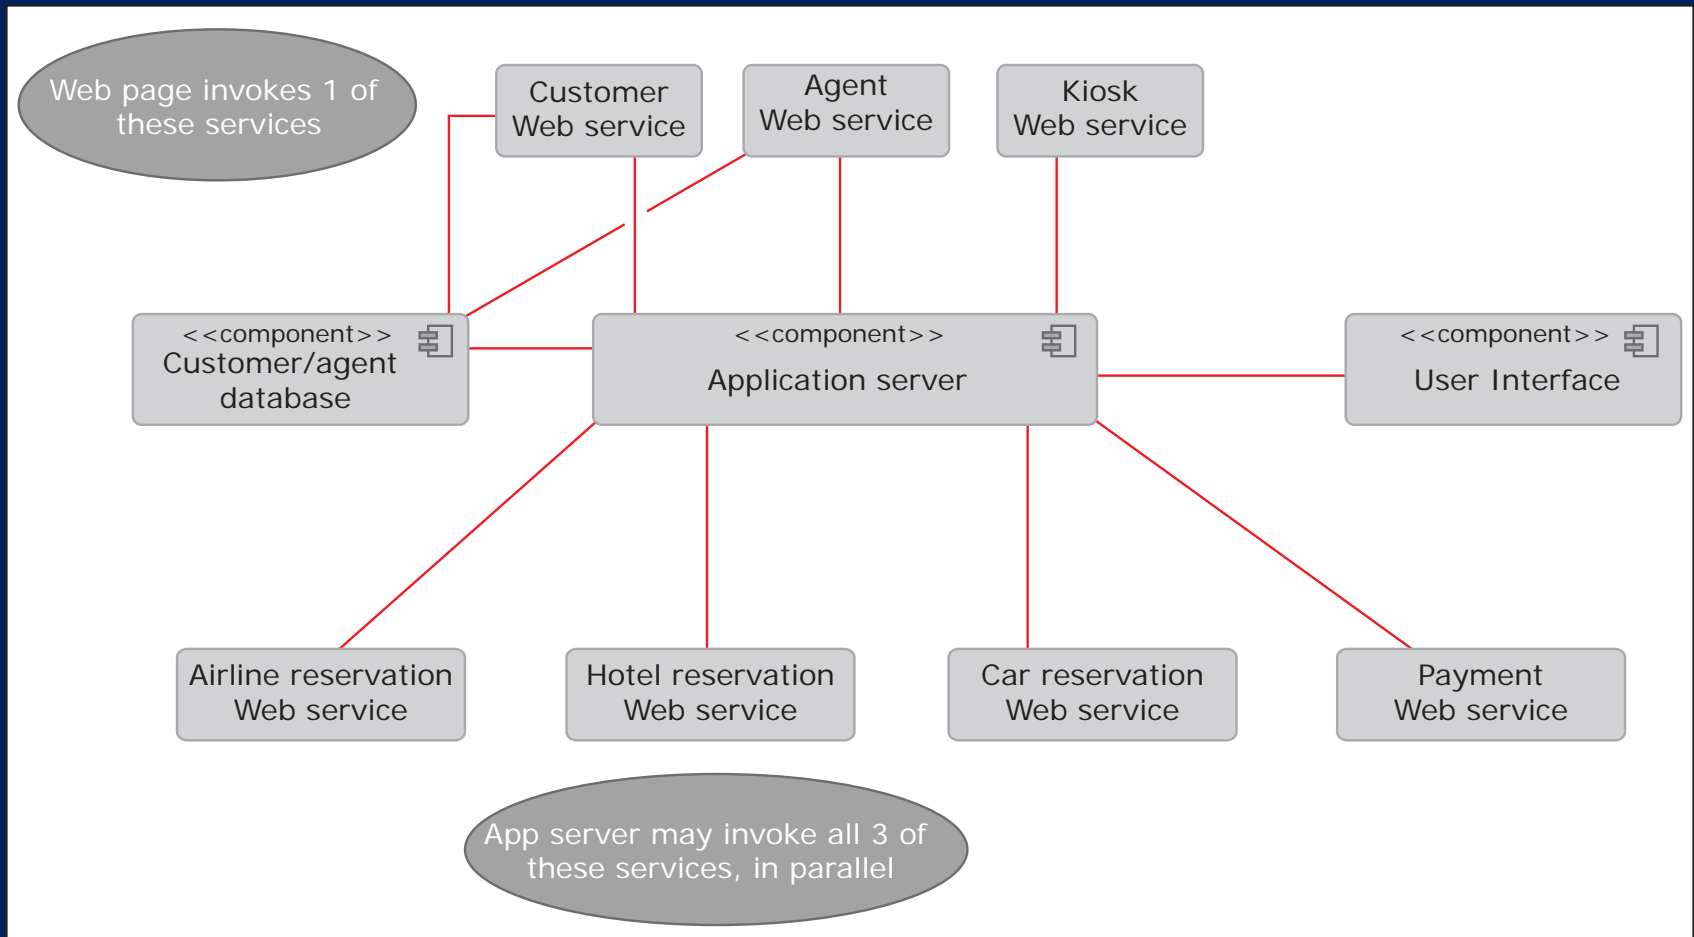 Web page invokes 1 of
these services
Customer
Web service
Agent
Web service
Kiosk
Web service
<<component>>
Customer/agent
database
<<component>>
Application server
<<component>>
User Interface
Airline reservation
Web service
Hotel reservation
Web service
Car reservation
Web service
Payment
Web service
App server may invoke all 3 of
these services, in parallel